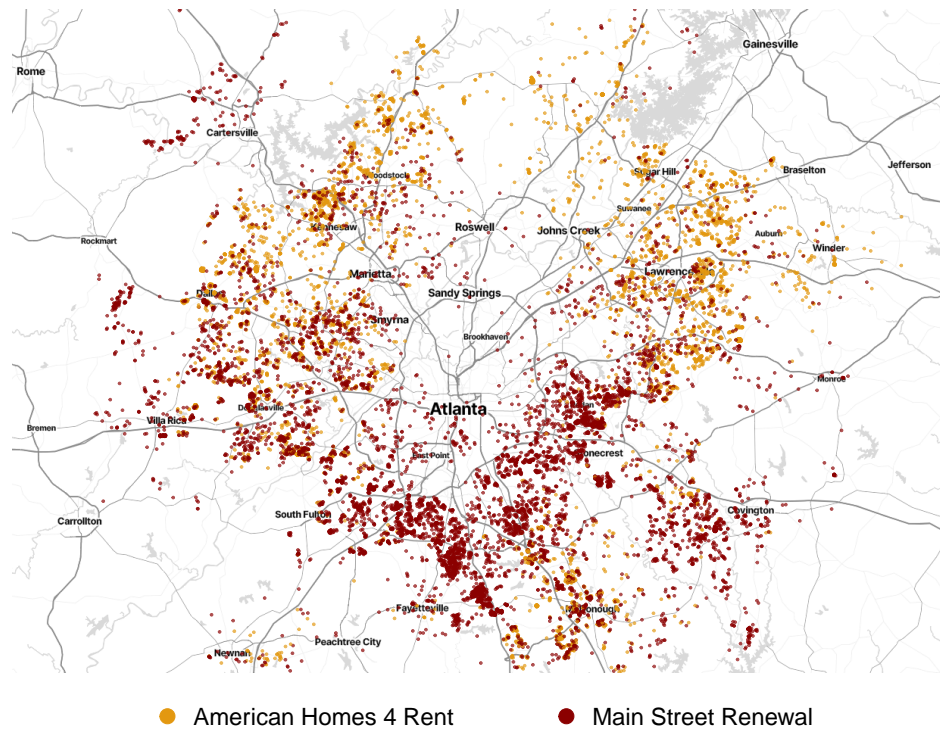 Gainesville
Rome
Cartersville
Jefferson
Braselton
Sugar Hill
Woodstock
Suwanee
Kennesaw
Roswell
Johns Creek
Auburn
Rockmart
Winder
Marietta
Lawrenceville
Sandy Springs
Dallas
Smyrna
Brookhaven
Monroe
Atlanta
Douglasville
Villa Rica
Bremen
East Point
Stonecrest
Covington
South Fulton
Carrollton
Fayetteville
McDonough
Peachtree City
Newnan
American Homes 4 Rent
Main Street Renewal